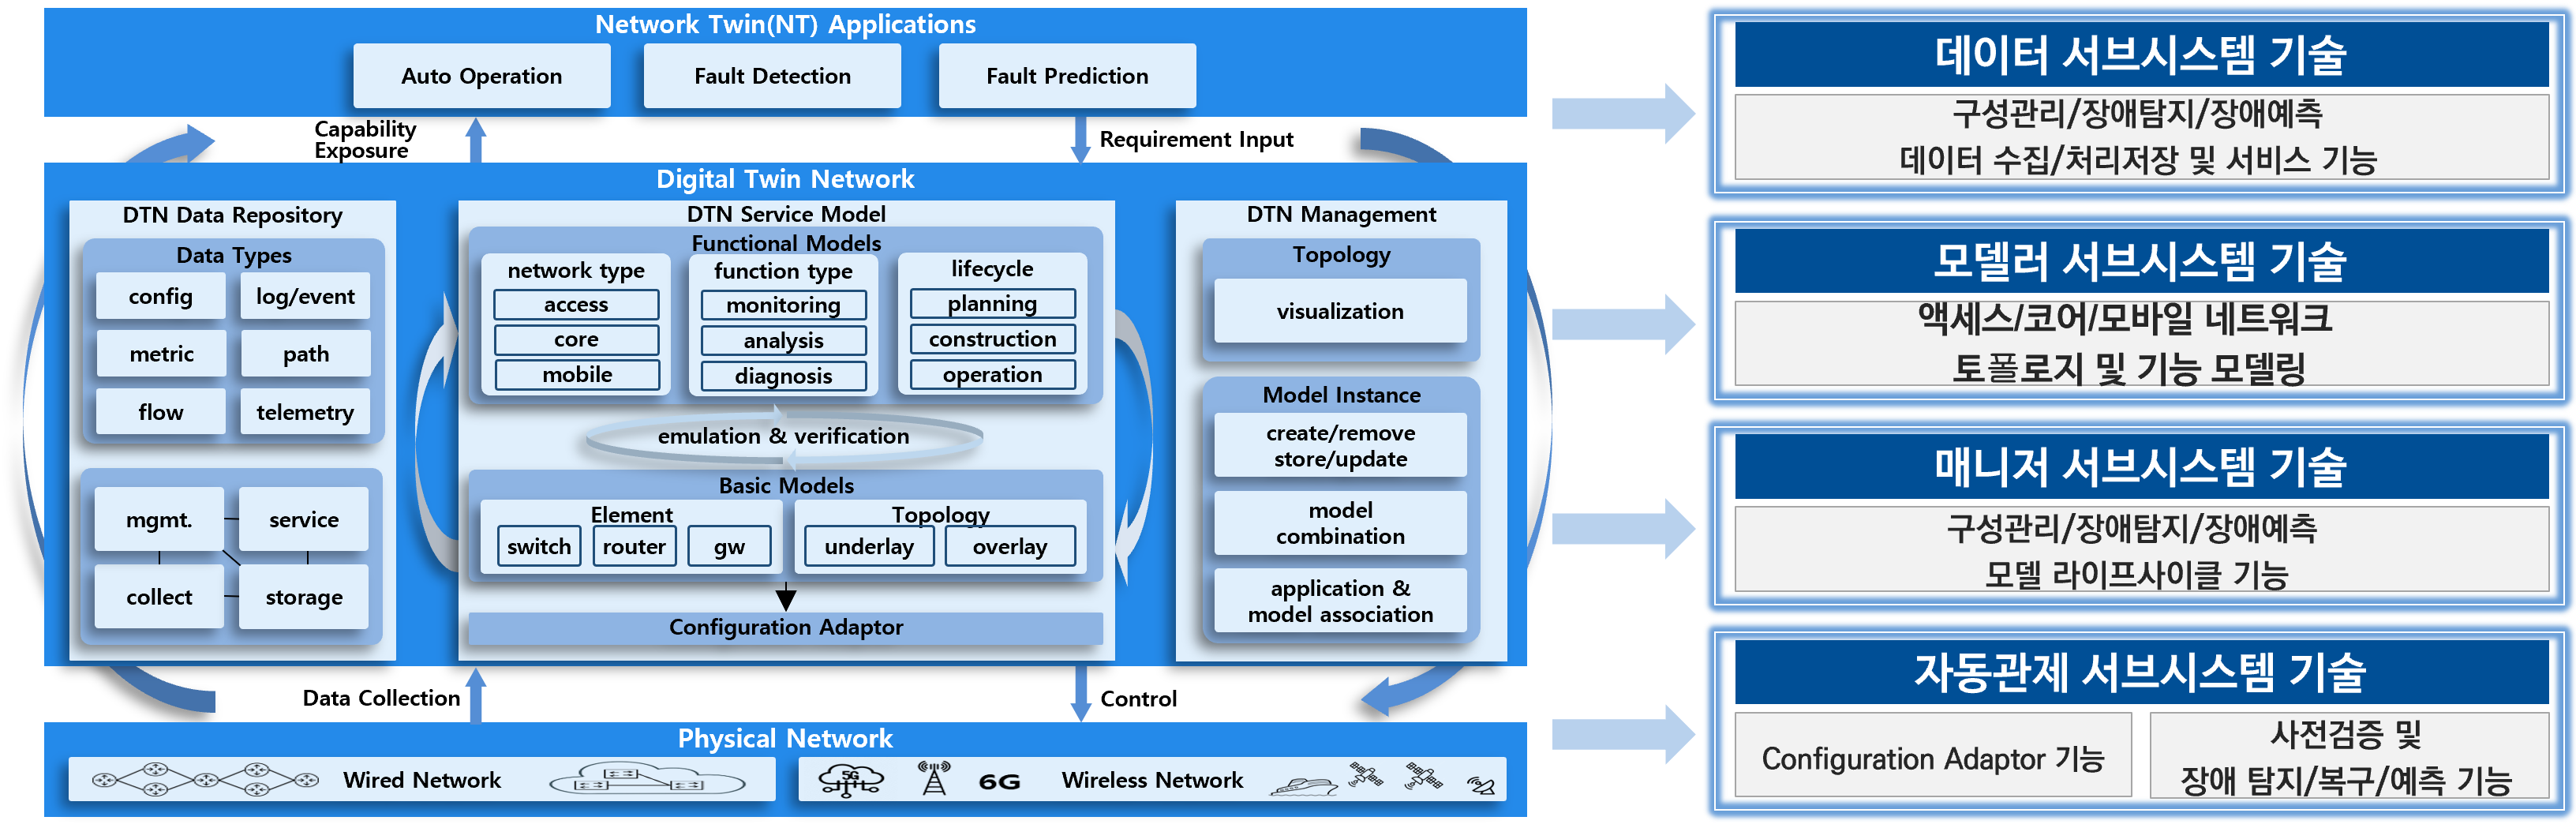 Network Twin(NT) Applications
Auto Operation
Fault Detection
Fault Prediction
Capability
Exposure
Requirement Input
Digital Twin Network
DTN Data Repository
Data Types
config
log/event
metric
path
flow
telemetry
mgmt.
service
collect
storage
DTN Service Model
Functional Models
network type
access
core
mobile
function type
monitoring
analysis
diagnosis
lifecycle
planning
construction
operation
emulation & verification
Basic Models
Element
switch
router
gw
Topology
underlay
overlay
Configuration Adaptor
DTN Management
Topology
visualization
Model Instance
create/remove
store/update
model
combination
application &
model association
Data Collection
Control
Physical Network
Wired Network
5G
6G
Wireless Network
데이터 서브시스템 기술
구성관리/장애탐지/장애예측
데이터 수집/처리저장 및 서비스 기능
모델러 서브시스템 기술
액세스/코어/모바일 네트워크
토폴로지 및 기능 모델링
매니저 서브시스템 기술
구성관리/장애탐지/장애예측
모델 라이프사이클 기능
자동관제 서브시스템 기술
Configuration Adaptor 기능
사전검증 및
장애 탐지/복구/예측 기능